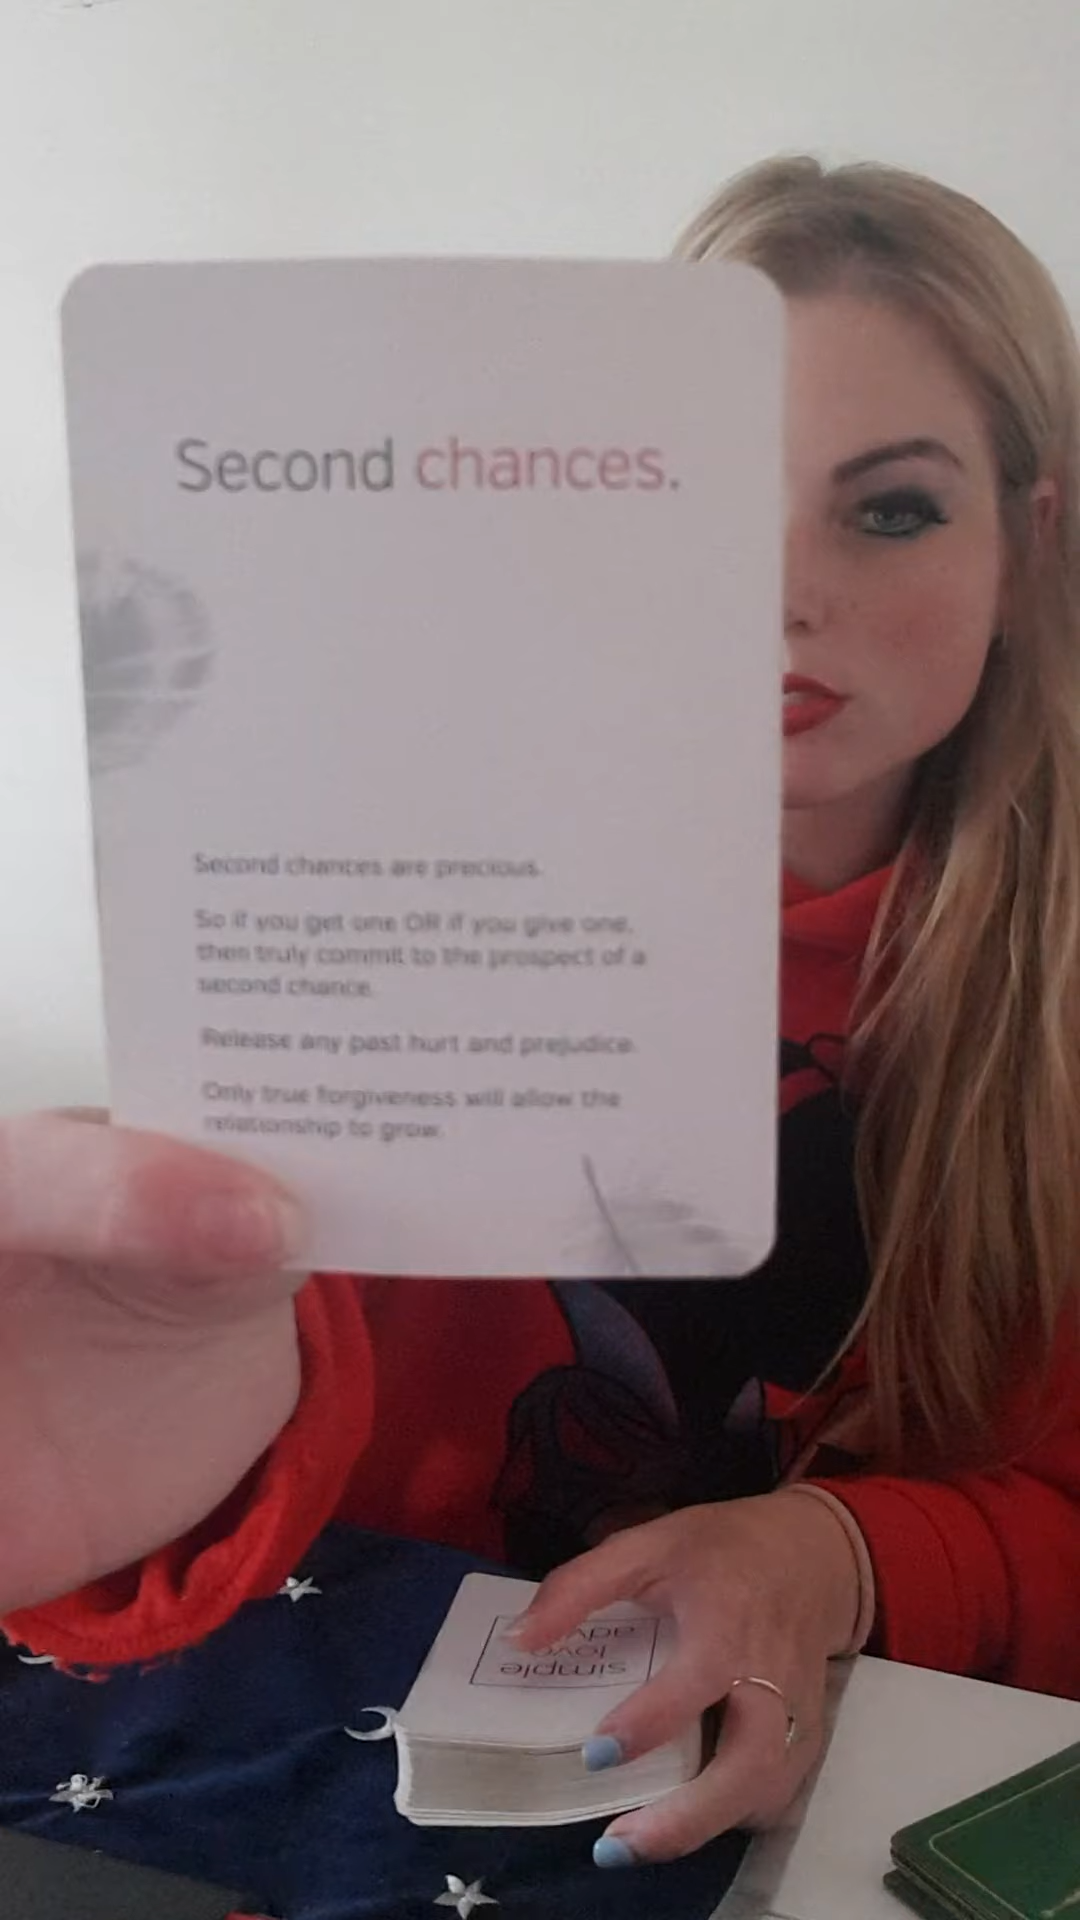 Second chances.
Second chances are precious.
So if you get one OR if you give one,
then truly commit to the prospect of a
second chance.
Release any past hurt and prejudice.
Only true forgiveness will allow the
relationship to grow.
simple
love
adv